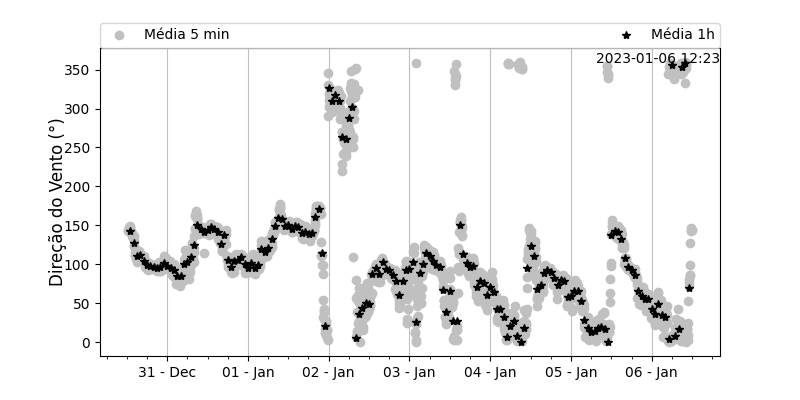 Média 5 min
Média 1h
2023-01-06 12:23
Direção do Vento (°)
350
300
250
200
150
100
50
0
31 - Dec
01 - Jan
02 - Jan
03 - Jan
04 - Jan
05 - Jan
06 - Jan